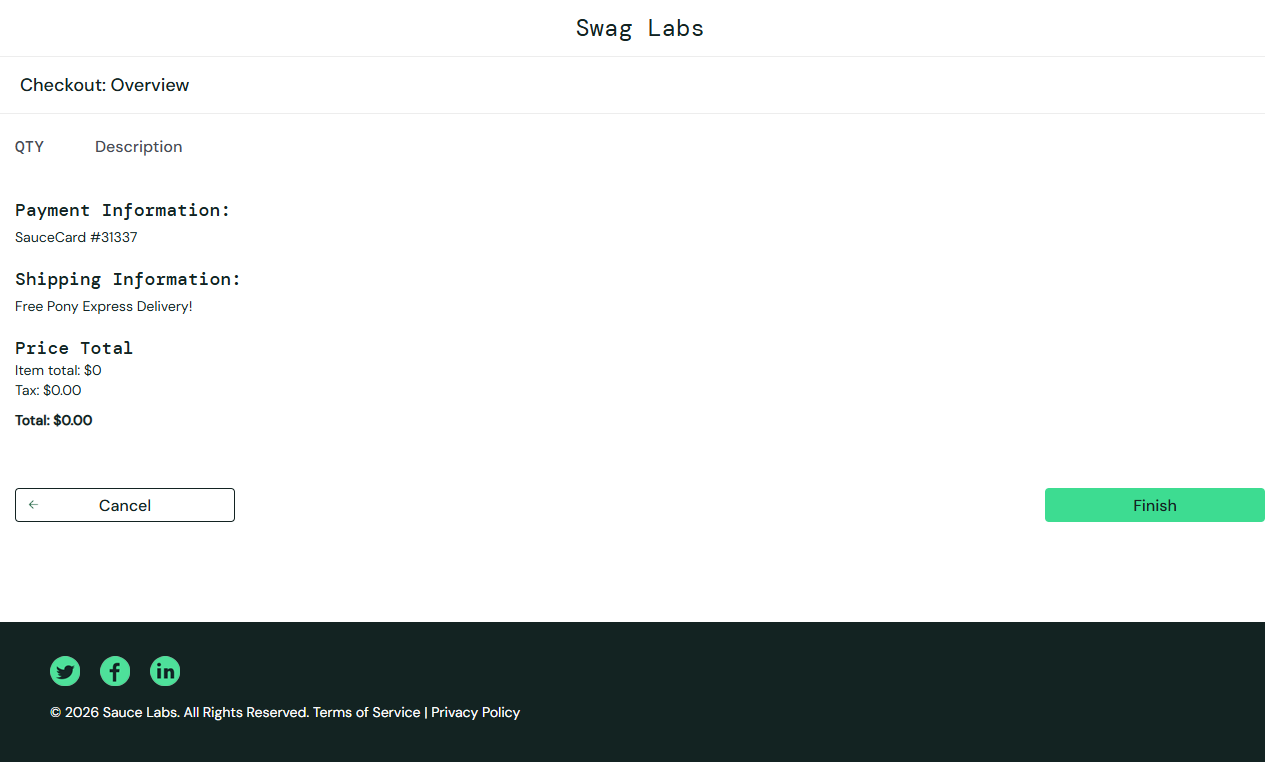 Swag Labs
Checkout: Overview
QTY Description
Payment Information:
SauceCard #31337
Shipping Information:
Free Pony Express Delivery!
Price Total
Item total: $0
Tax: $0.00
Total: $0.00
Cancel Finish
© 2026 Sauce Labs. All Rights Reserved. Terms of Service | Privacy Policy